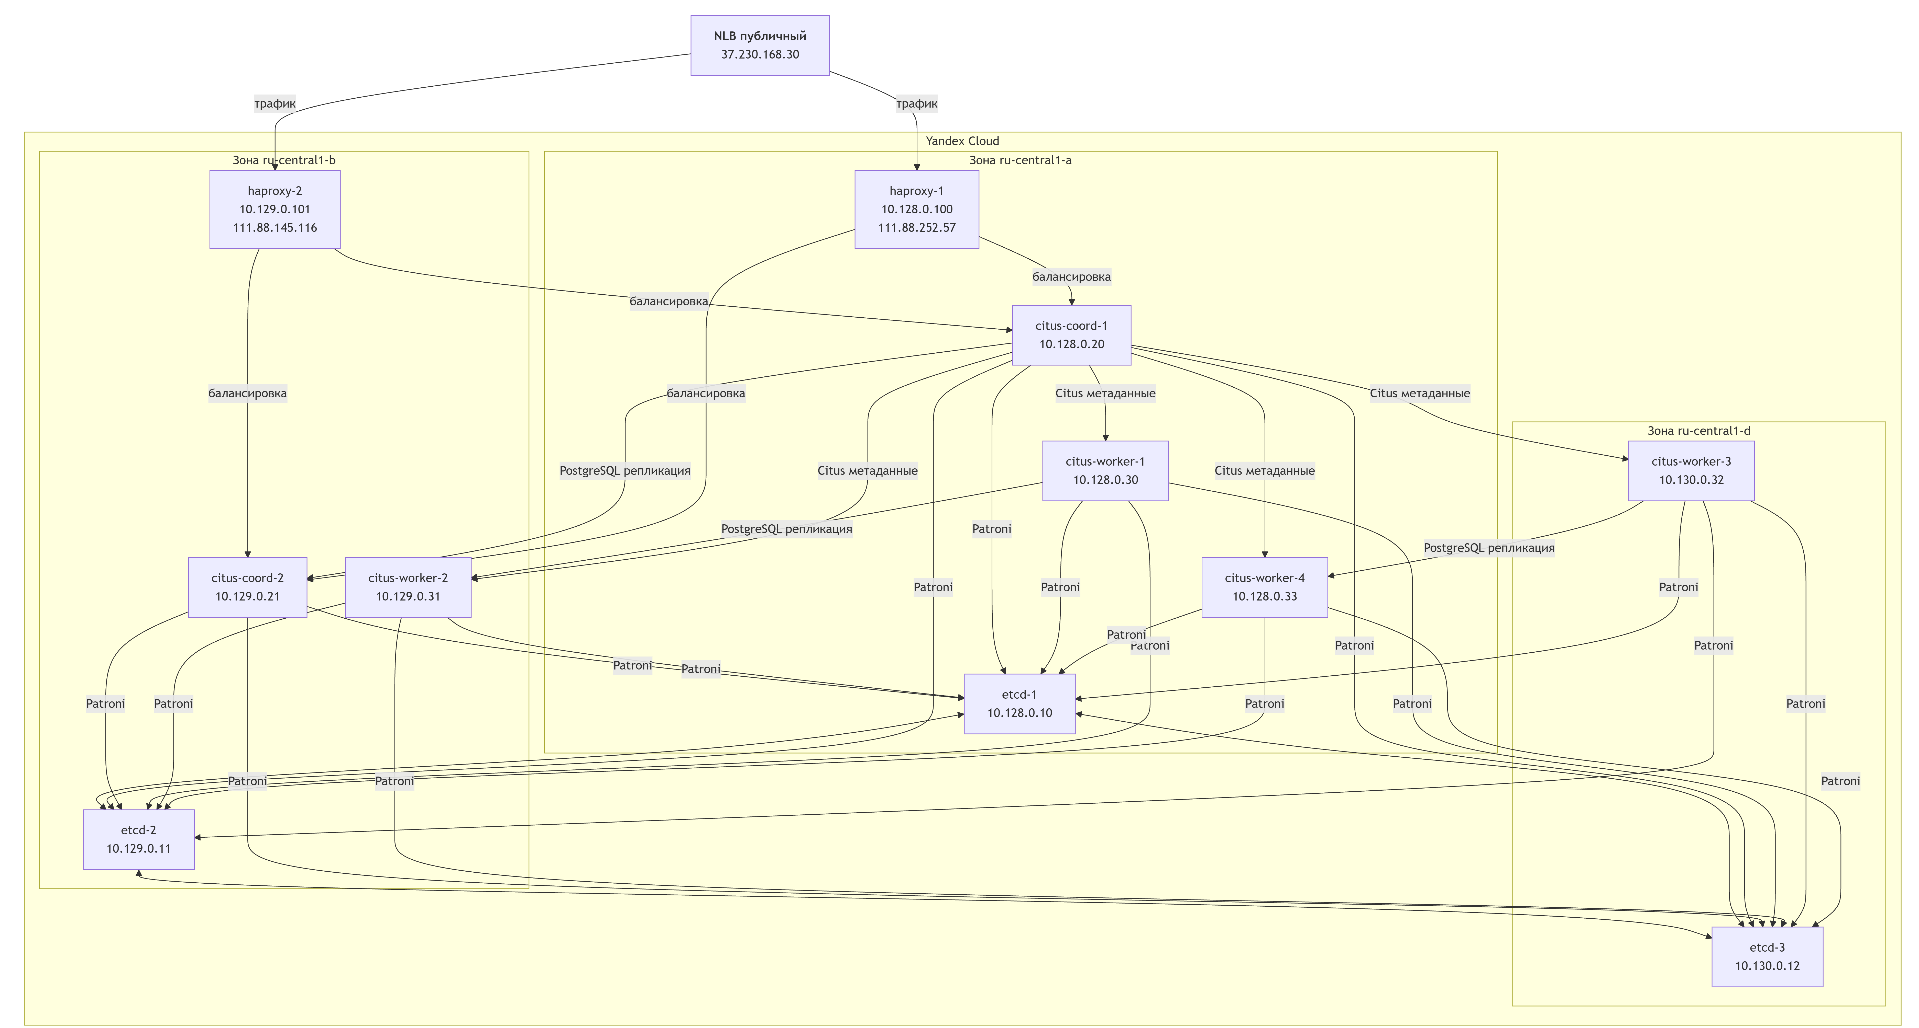 NLB публичный
37.230.168.30
трафик
трафик
Yandex Cloud
Зона ru-central1-b
Зона ru-central1-a
haproxy-2
10.129.0.101
111.88.145.116
haproxy-1
10.128.0.100
111.88.252.57
балансировка
балансировка
citus-coord-1
10.128.0.20
балансировка
балансировка
Citus метаданные
Citus метаданные
Зона ru-central1-d
PostgreSQL репликация
Citus метаданные
citus-worker-1
10.128.0.30
Citus метаданные
citus-worker-3
10.130.0.32
PostgreSQL репликация
Patroni
PostgreSQL репликация
citus-coord-2
10.129.0.21
citus-worker-2
10.129.0.31
Patroni
Patroni
citus-worker-4
10.128.0.33
Patroni
Patroni
Patroni
Patroni
Patroni
Patroni
Patroni
Patroni
Patroni
Patroni
etcd-1
10.128.0.10
Patroni
Patroni
Patroni
Patroni
Patroni
Patroni
etcd-2
10.129.0.11
etcd-3
10.130.0.12